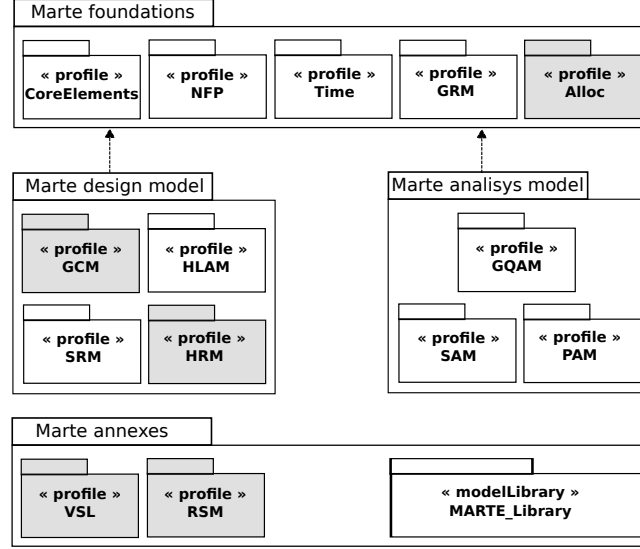 Marte foundations
« profile »
CoreElements
« profile »
NFP
« profile »
Time
« profile »
GRM
« profile »
Alloc
Marte design model
« profile »
GCM
« profile »
HLAM
« profile »
SRM
« profile »
HRM
Marte analisys model
« profile »
GQAM
« profile »
SAM
« profile »
PAM
Marte annexes
« profile »
VSL
« profile »
RSM
« modelLibrary »
MARTE_Library